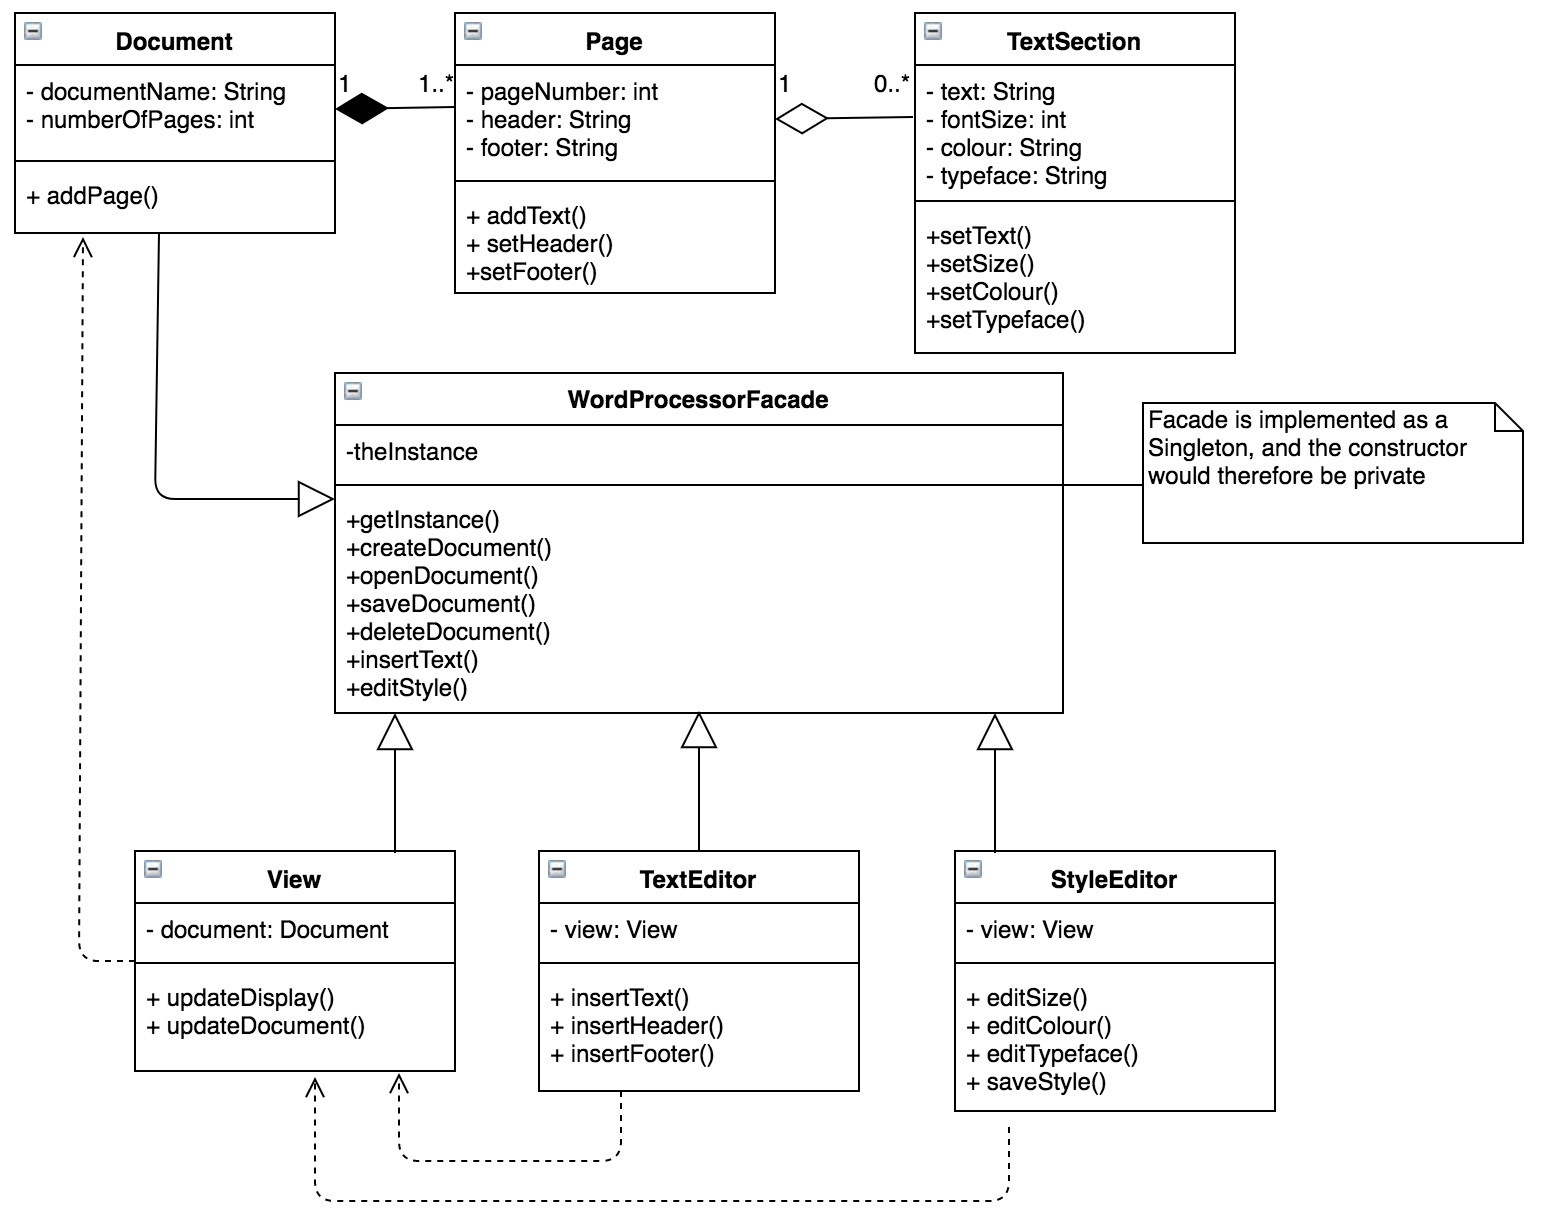 Document
- documentName: String
- numberOfPages: int
+ addPage()
1
1..*
Page
- pageNumber: int
- header: String
- footer: String
+ addText()
+ setHeader()
+setFooter()
1
0..*
TextSection
- text: String
- fontSize: int
- colour: String
- typeface: String
+setText()
+setSize()
+setColour()
+setTypeface()
WordProcessorFacade
-theInstance
+getInstance()
+createDocument()
+openDocument()
+saveDocument()
+deleteDocument()
+insertText()
+editStyle()
Facade is implemented as a
Singleton, and the constructor
would therefore be private
View
- document: Document
+ updateDisplay()
+ updateDocument()
TextEditor
- view: View
+ insertText()
+ insertHeader()
+ insertFooter()
StyleEditor
- view: View
+ editSize()
+ editColour()
+ editTypeface()
+ saveStyle()